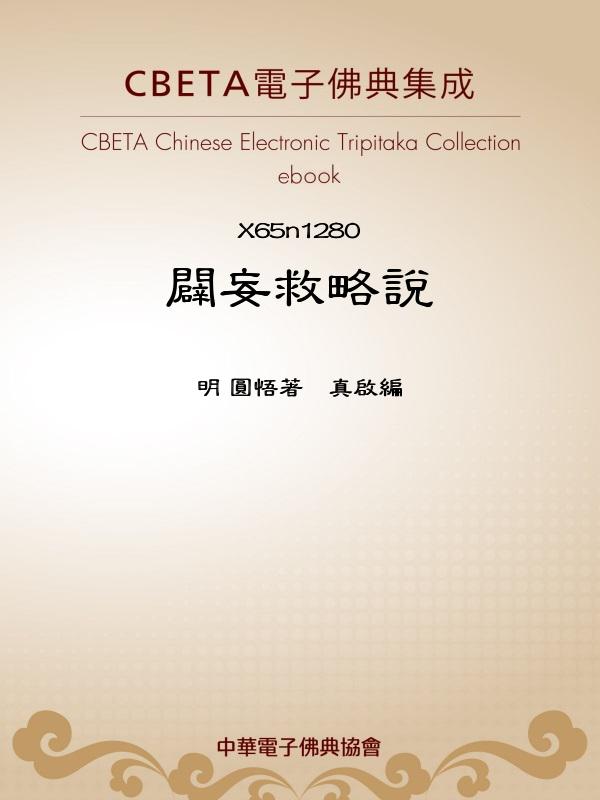 CBETA電子佛典集成
CBETA Chinese Electronic Tripitaka Collection
ebook
X65n1280
闢妄救略說
明 圓悟著　真啟編
中華電子佛典協會